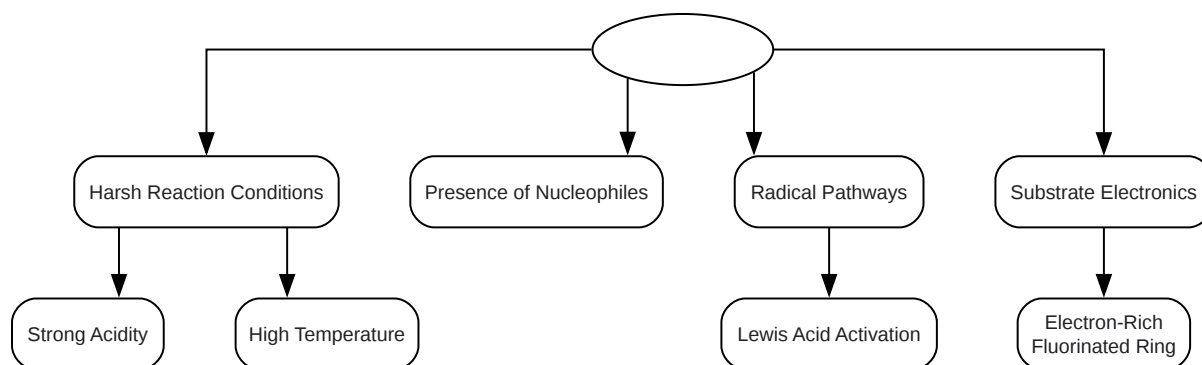 Harsh Reaction Conditions
Presence of Nucleophiles
Radical Pathways
Substrate Electronics
Strong Acidity
High Temperature
Lewis Acid Activation
Electron-Rich
Fluorinated Ring